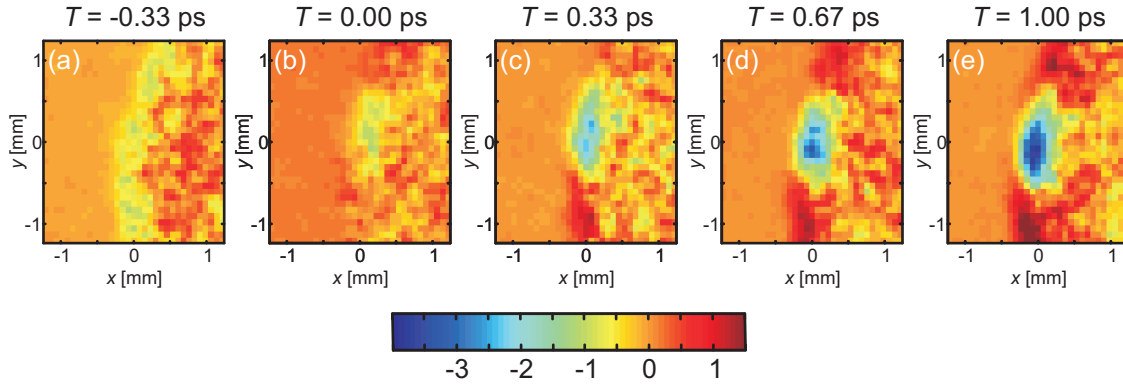 T = -0.33 ps T = 0.00 ps T = 0.33 ps T = 0.67 ps T = 1.00 ps
(a) (b) (c) (d) (e)
1 1 1 1 1
y [mm] y [mm] y [mm] y [mm] y [mm]
0 0 0 0 0
-1 -1 -1 -1 -1
-1 0 1 -1 0 1 -1 0 1 -1 0 1 -1 0 1
x [mm] x [mm] x [mm] x [mm] x [mm]
-3 -2 -1 0 1